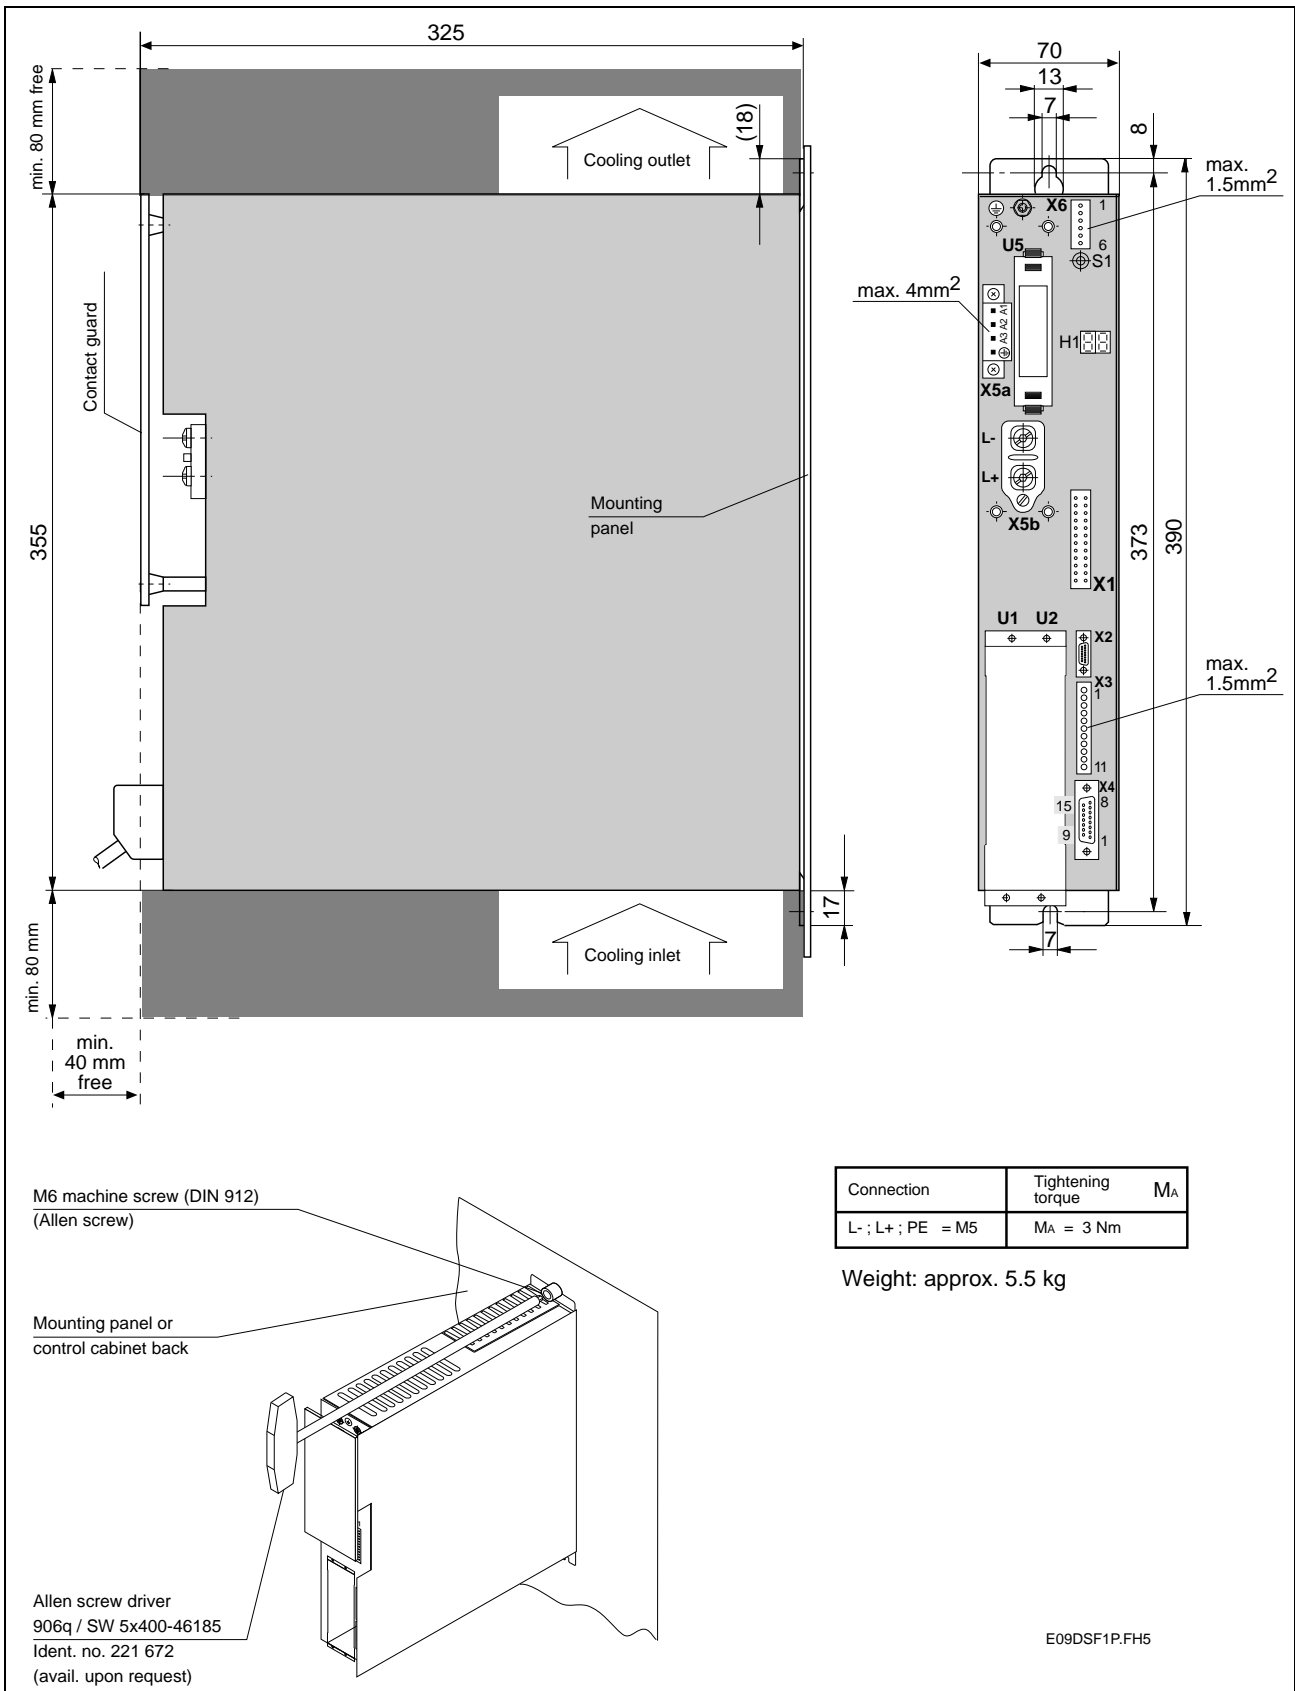 325
min. 80 mm free
(18)
Cooling outlet
Contact guard
355
Mounting
panel
17
Cooling inlet
min. 80 mm
min.
40 mm
free
70
13
7
8
max.
1.5mm2
X6
1
6
U5
S1
max. 4mm2
A1
A2
A3
H1
X5a
L-
L+
X5b
373
390
X1
U1 U2
X2
max.
1.5mm2
X3
1
11
X4
15
8
9
1
7
M6 machine screw (DIN 912)
(Allen screw)
Mounting panel or
control cabinet back
Allen screw driver
906q / SW 5x400-46185
Ident. no. 221 672
(avail. upon request)
Connection Tightening torque MA
L- ; L+ ; PE = M5 MA = 3 Nm
Weight: approx. 5.5 kg
E09DSF1P.FH5